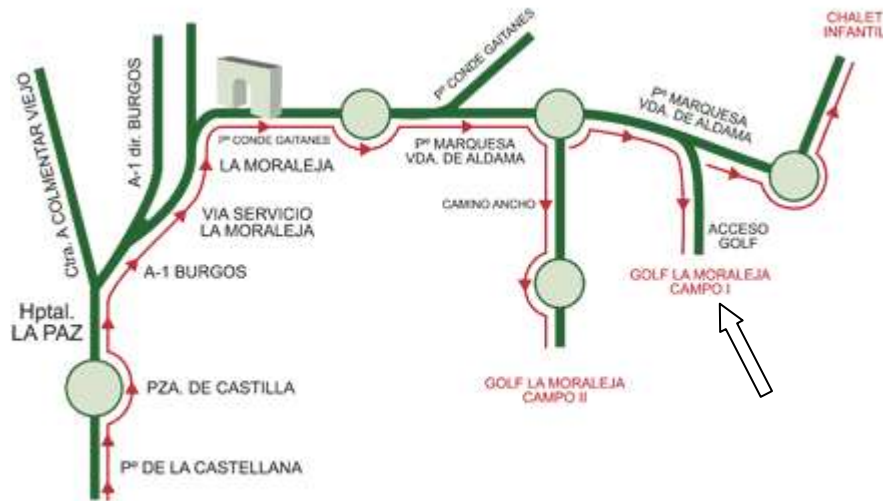 CHALET
INFANTIL
Pº CONDE GAITANES
Pº MARQUESA
VDA. DE ALDAMA
Ctra. A COLMENTAR VIEJO
A-1 dir. BURGOS
Pº CONDE GAITANES
LA MORALEJA
Pº MARQUESA
VDA. DE ALDAMA
CAMINO ANCHO
VIA SERVICIO
LA MORALEJA
ACCESO
GOLF
A-1 BURGOS
GOLF LA MORALEJA
CAMPO I
Hptal.
LA PAZ
PZA. DE CASTILLA
GOLF LA MORALEJA
CAMPO II
Pº DE LA CASTELLANA